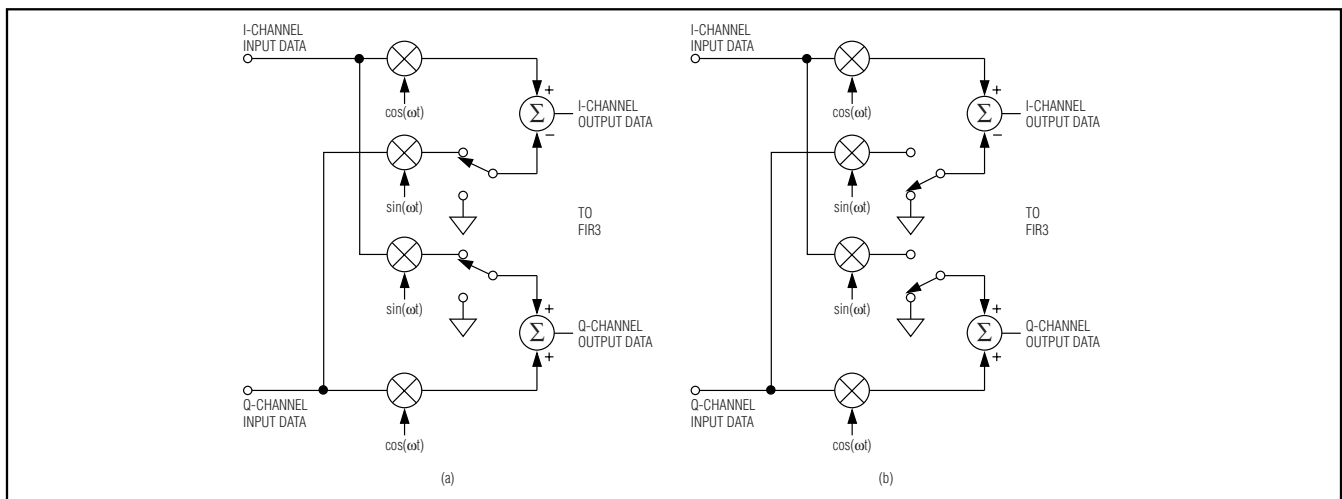 I-CHANNEL
INPUT DATA
cos(ωt)
+
Σ
−
I-CHANNEL
OUTPUT DATA
sin(ωt)
TO
FIR3
sin(ωt)
+
Σ
+
Q-CHANNEL
OUTPUT DATA
Q-CHANNEL
INPUT DATA
cos(ωt)
(a)
I-CHANNEL
INPUT DATA
cos(ωt)
+
Σ
−
I-CHANNEL
OUTPUT DATA
sin(ωt)
TO
FIR3
sin(ωt)
+
Σ
+
Q-CHANNEL
OUTPUT DATA
Q-CHANNEL
INPUT DATA
cos(ωt)
(b)